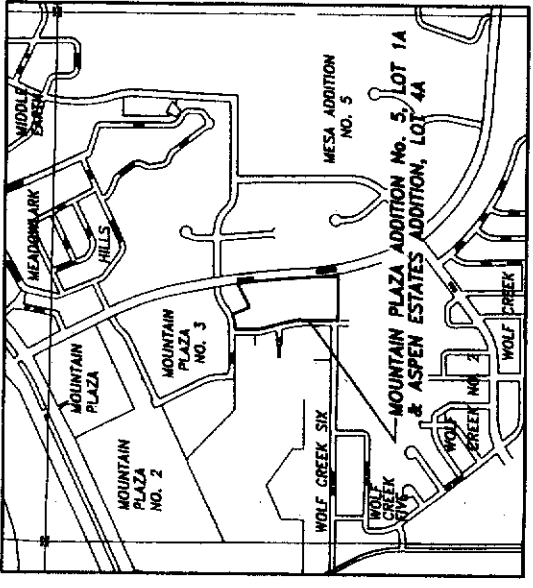 MIDDLE
EARTH
MEADOWLARK
HILLS
MESA ADDITION
NO. 5
MOUNTAIN
PLAZA
MOUNTAIN
PLAZA
NO. 3
MOUNTAIN
PLAZA
NO. 2
MOUNTAIN PLAZA ADDITION No. 5, LOT 1A
& ASPEN ESTATES ADDITION, LOT 4A
WOLF CREEK SIX
WOLF
CREEK
FIVE
WOLF
CREEK NO. 2
WOLF CREEK